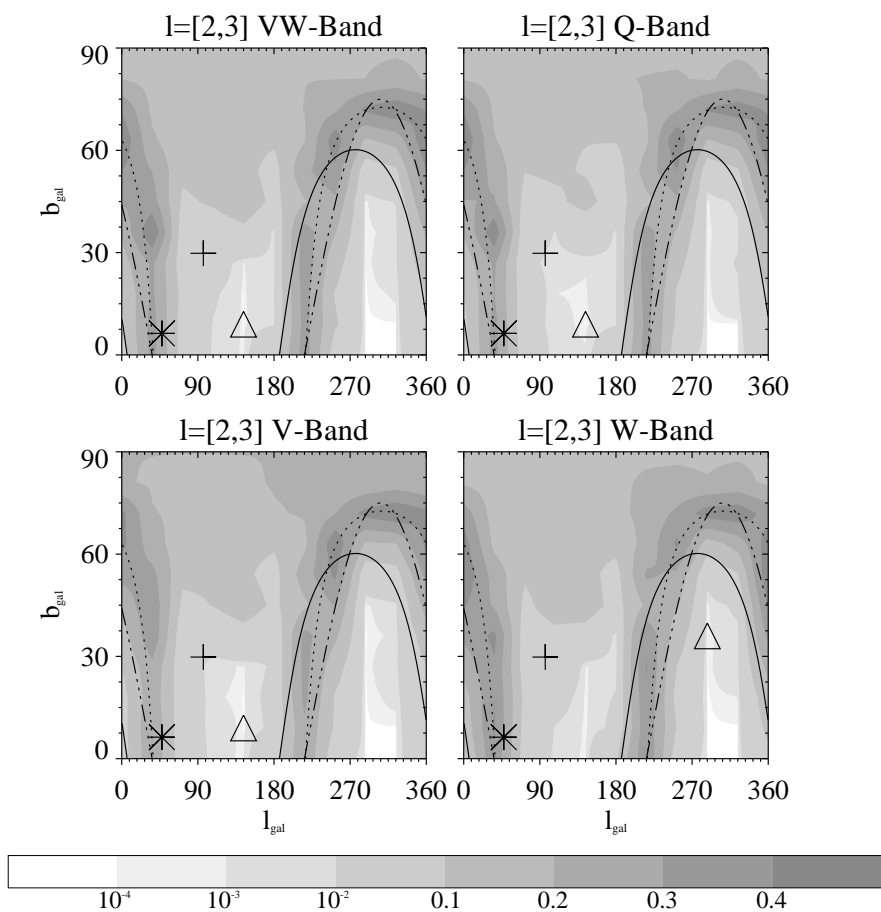 l=[2,3] VW-Band
l=[2,3] Q-Band
90
60
30
0
b_gal
0 90 180 270 360
0 90 180 270 360
l=[2,3] V-Band
l=[2,3] W-Band
90
60
30
0
b_gal
0 90 180 270 360
0 90 180 270 360
l_gal
l_gal
10^-4 10^-3 10^-2 0.1 0.2 0.3 0.4